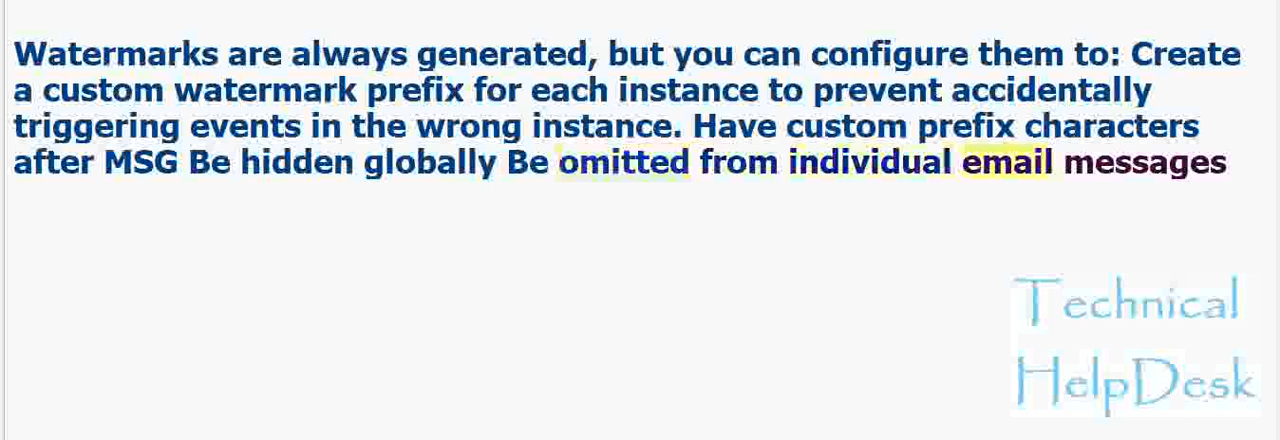 Watermarks are always generated, but you can configure them to: Create
a custom watermark prefix for each instance to prevent accidentally
triggering events in the wrong instance. Have custom prefix characters
after MSG Be hidden globally Be omitted from individual email messages
Technical
HelpDesk